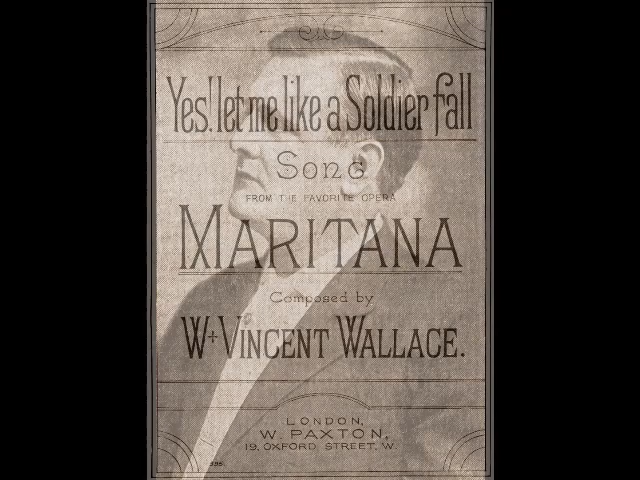 Yes! let me like a Soldier fall
Song
FROM THE FAVORITE OPERA
MARITANA
Composed by
W. VINCENT WALLACE.
LONDON,
W. PAXTON,
19, OXFORD STREET, W.
395.